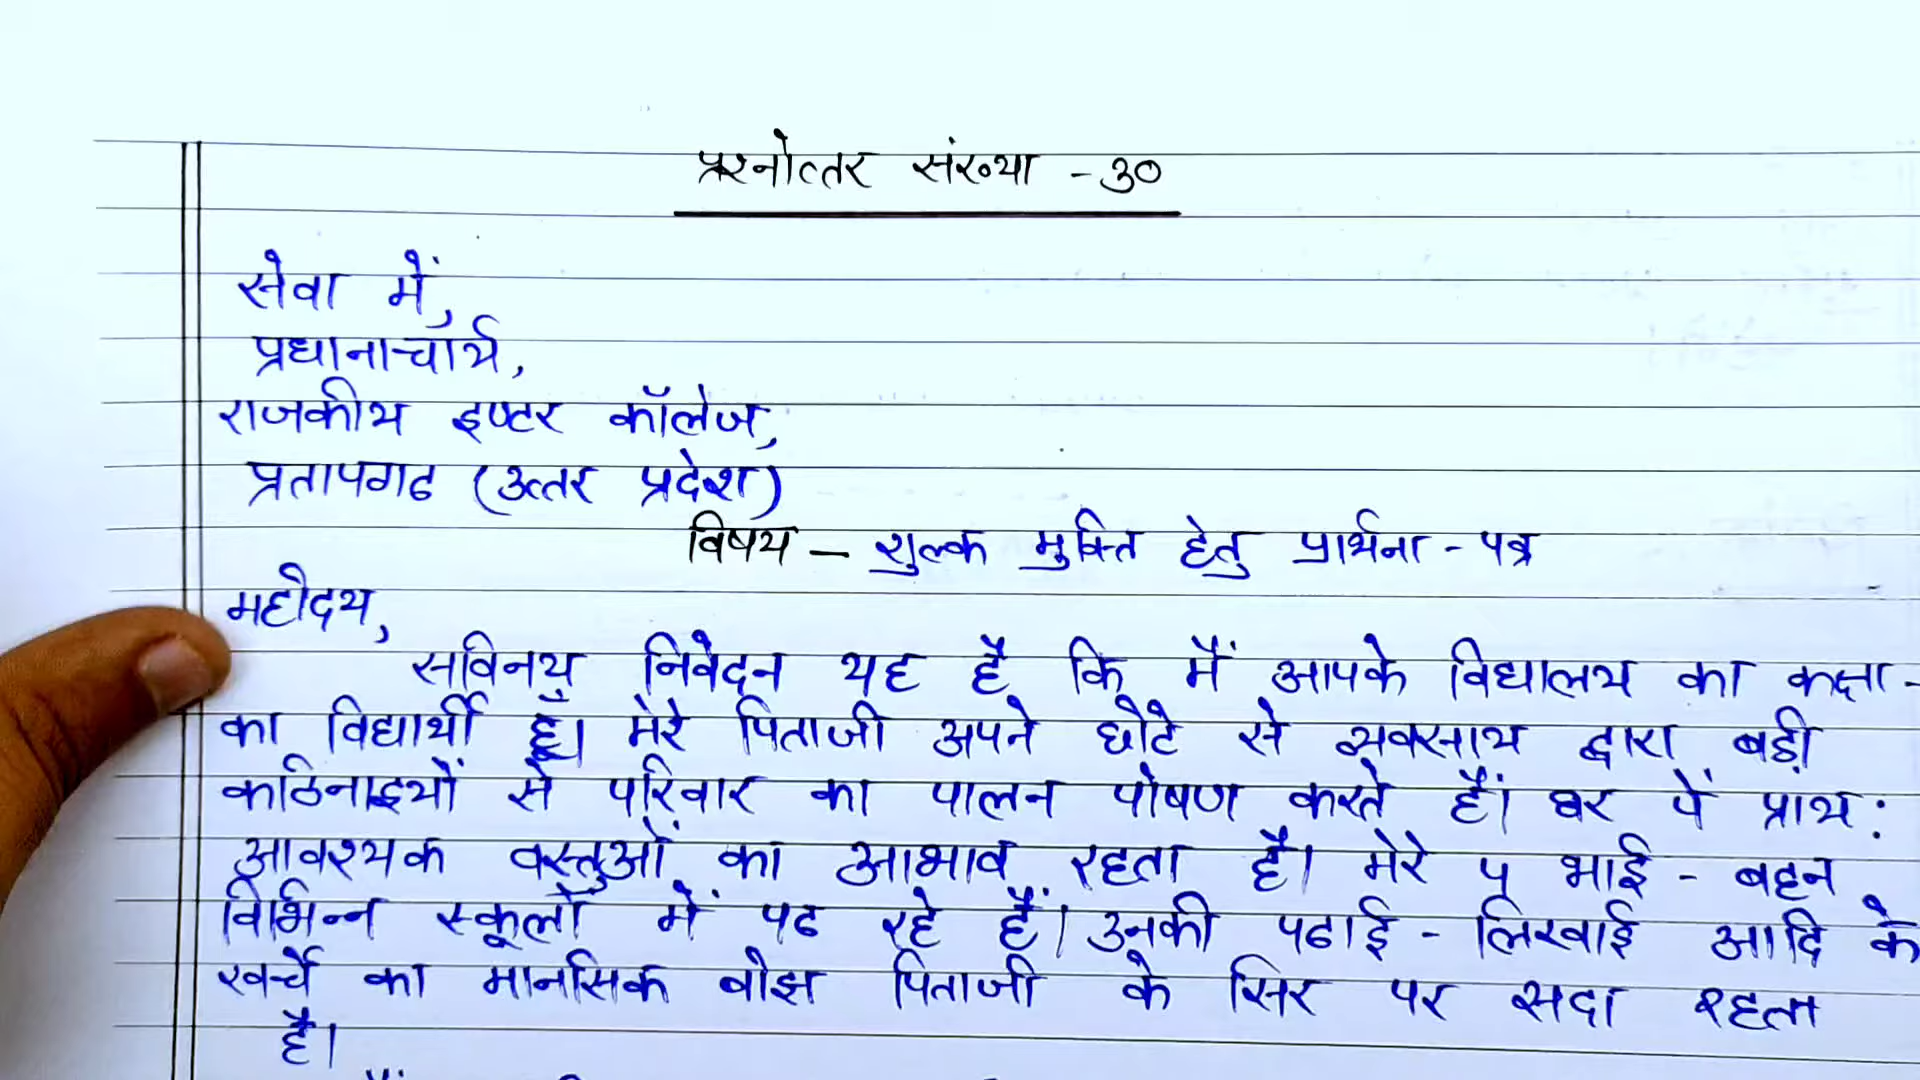 प्रश्नोत्तर संख्या -30
सेवा में,
प्रधानाचार्य,
राजकीय इण्टर कॉलेज,
प्रतापगढ (उत्तर प्रदेश)
विषय - शुल्क मुक्ति हेतु प्रार्थना - पत्र
महोदय,
सविनय निवेदन यह है कि मैं आपके विद्यालय का कक्षा -
का विद्यार्थी हूँ। मेरे पिताजी अपने छोटे से व्यवसाय द्वारा बड़ी
कठिनाइयों से परिवार का पालन पोषण करते हैं। घर में प्राय:
आवश्यक वस्तुओं का आभाव रहता है। मेरे ५ भाई - बहन
विभिन्न स्कूलों में पढ रहे हैं। उनकी पढाई - लिखाई आदि के
खर्चे का मानसिक बोझ पिताजी के सिर पर सदा रहता
है।